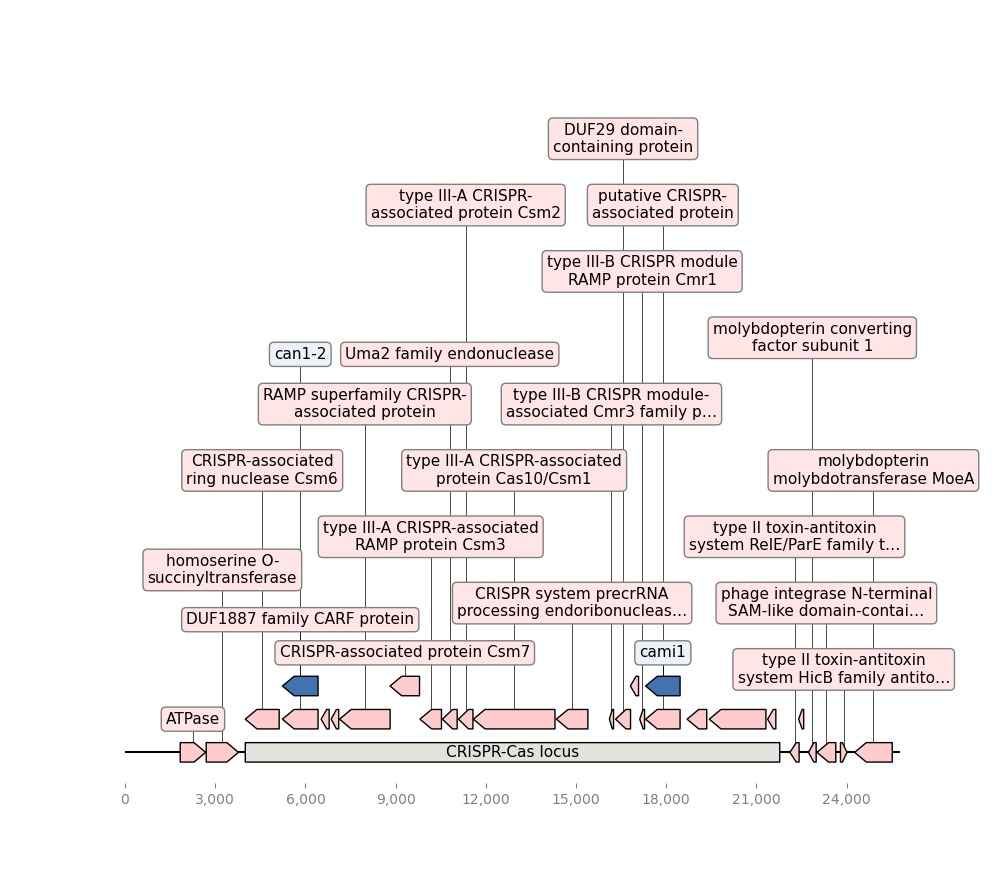 DUF29 domain-
containing protein
type III-A CRISPR-
associated protein Csm2
putative CRISPR-
associated protein
type III-B CRISPR module
RAMP protein Cmr1
molybdopterin converting
factor subunit 1
can1-2
Uma2 family endonuclease
RAMP superfamily CRISPR-
associated protein
type III-B CRISPR module-
associated Cmr3 family p…
CRISPR-associated
ring nuclease Csm6
type III-A CRISPR-associated
protein Cas10/Csm1
molybdopterin
molybdotransferase MoeA
type III-A CRISPR-associated
RAMP protein Csm3
type II toxin-antitoxin
system RelE/ParE family t…
homoserine O-
succinyltransferase
CRISPR system precrRNA
processing endoribonucleas…
phage integrase N-terminal
SAM-like domain-contai…
DUF1887 family CARF protein
CRISPR-associated protein Csm7
cami1
type II toxin-antitoxin
system HicB family antito…
ATPase
CRISPR-Cas locus
0
3,000
6,000
9,000
12,000
15,000
18,000
21,000
24,000